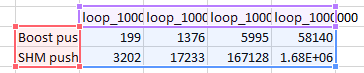 loop_1000 loop_1000 loop_1000 loop_1000000
Boost pus 199 1376 5995 58140
SHM push 3202 17233 167128 1.68E+06